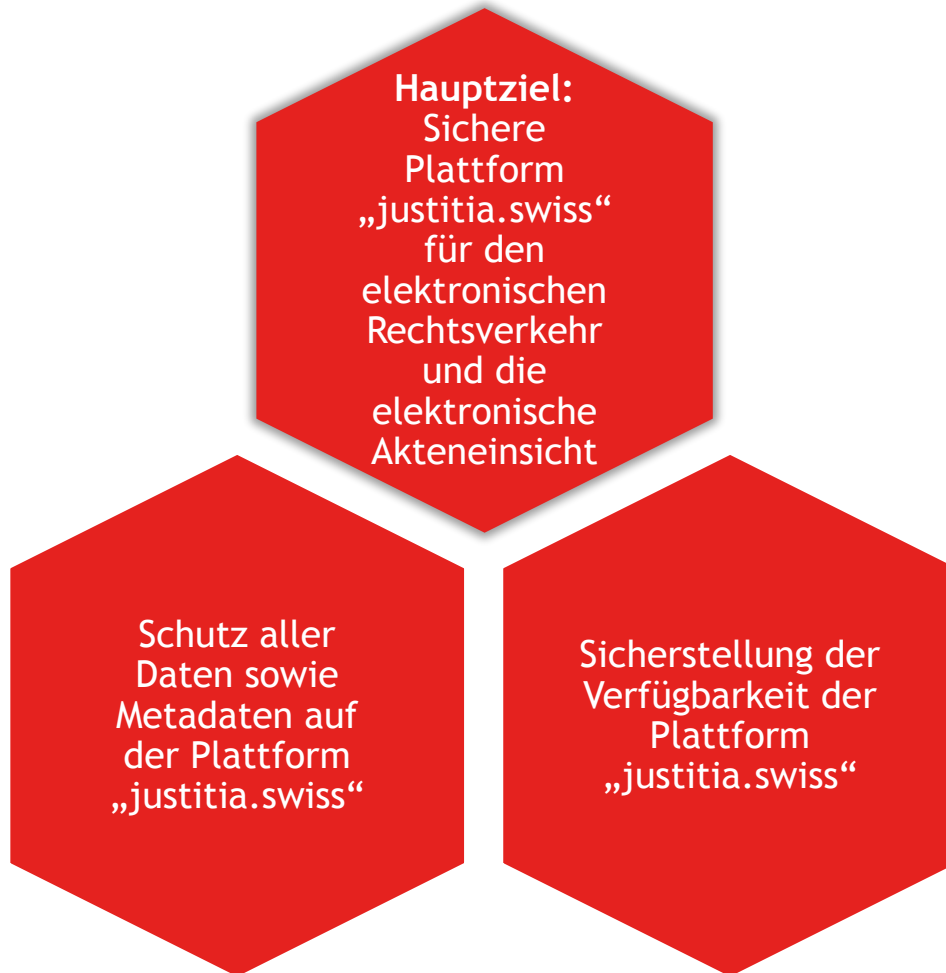 Hauptziel:
Sichere
Plattform
„justitia.swiss“
für den
elektronischen
Rechtsverkehr
und die
elektronische
Akteneinsicht
Schutz aller
Daten sowie
Metadaten auf
der Plattform
„justitia.swiss“
Sicherstellung der
Verfügbarkeit der
Plattform
„justitia.swiss“